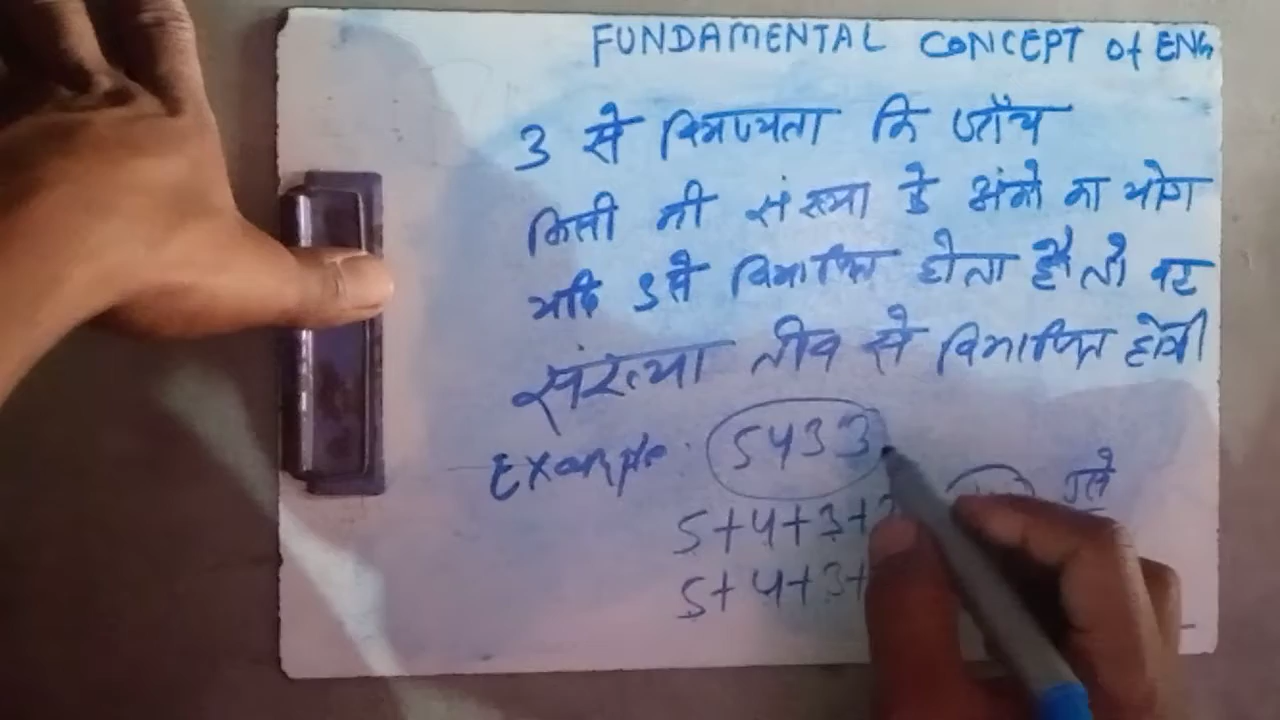 FUNDAMENTAL CONCEPT Of ENG
3 से विभाज्यता कि जाँच
किसी भी संख्या के अंको का योग
यदि 3 से विभाजित होता है तो वह
संख्या तीन से विभाजित होगी
Example: 5433
5+4+3+
5+4+3+